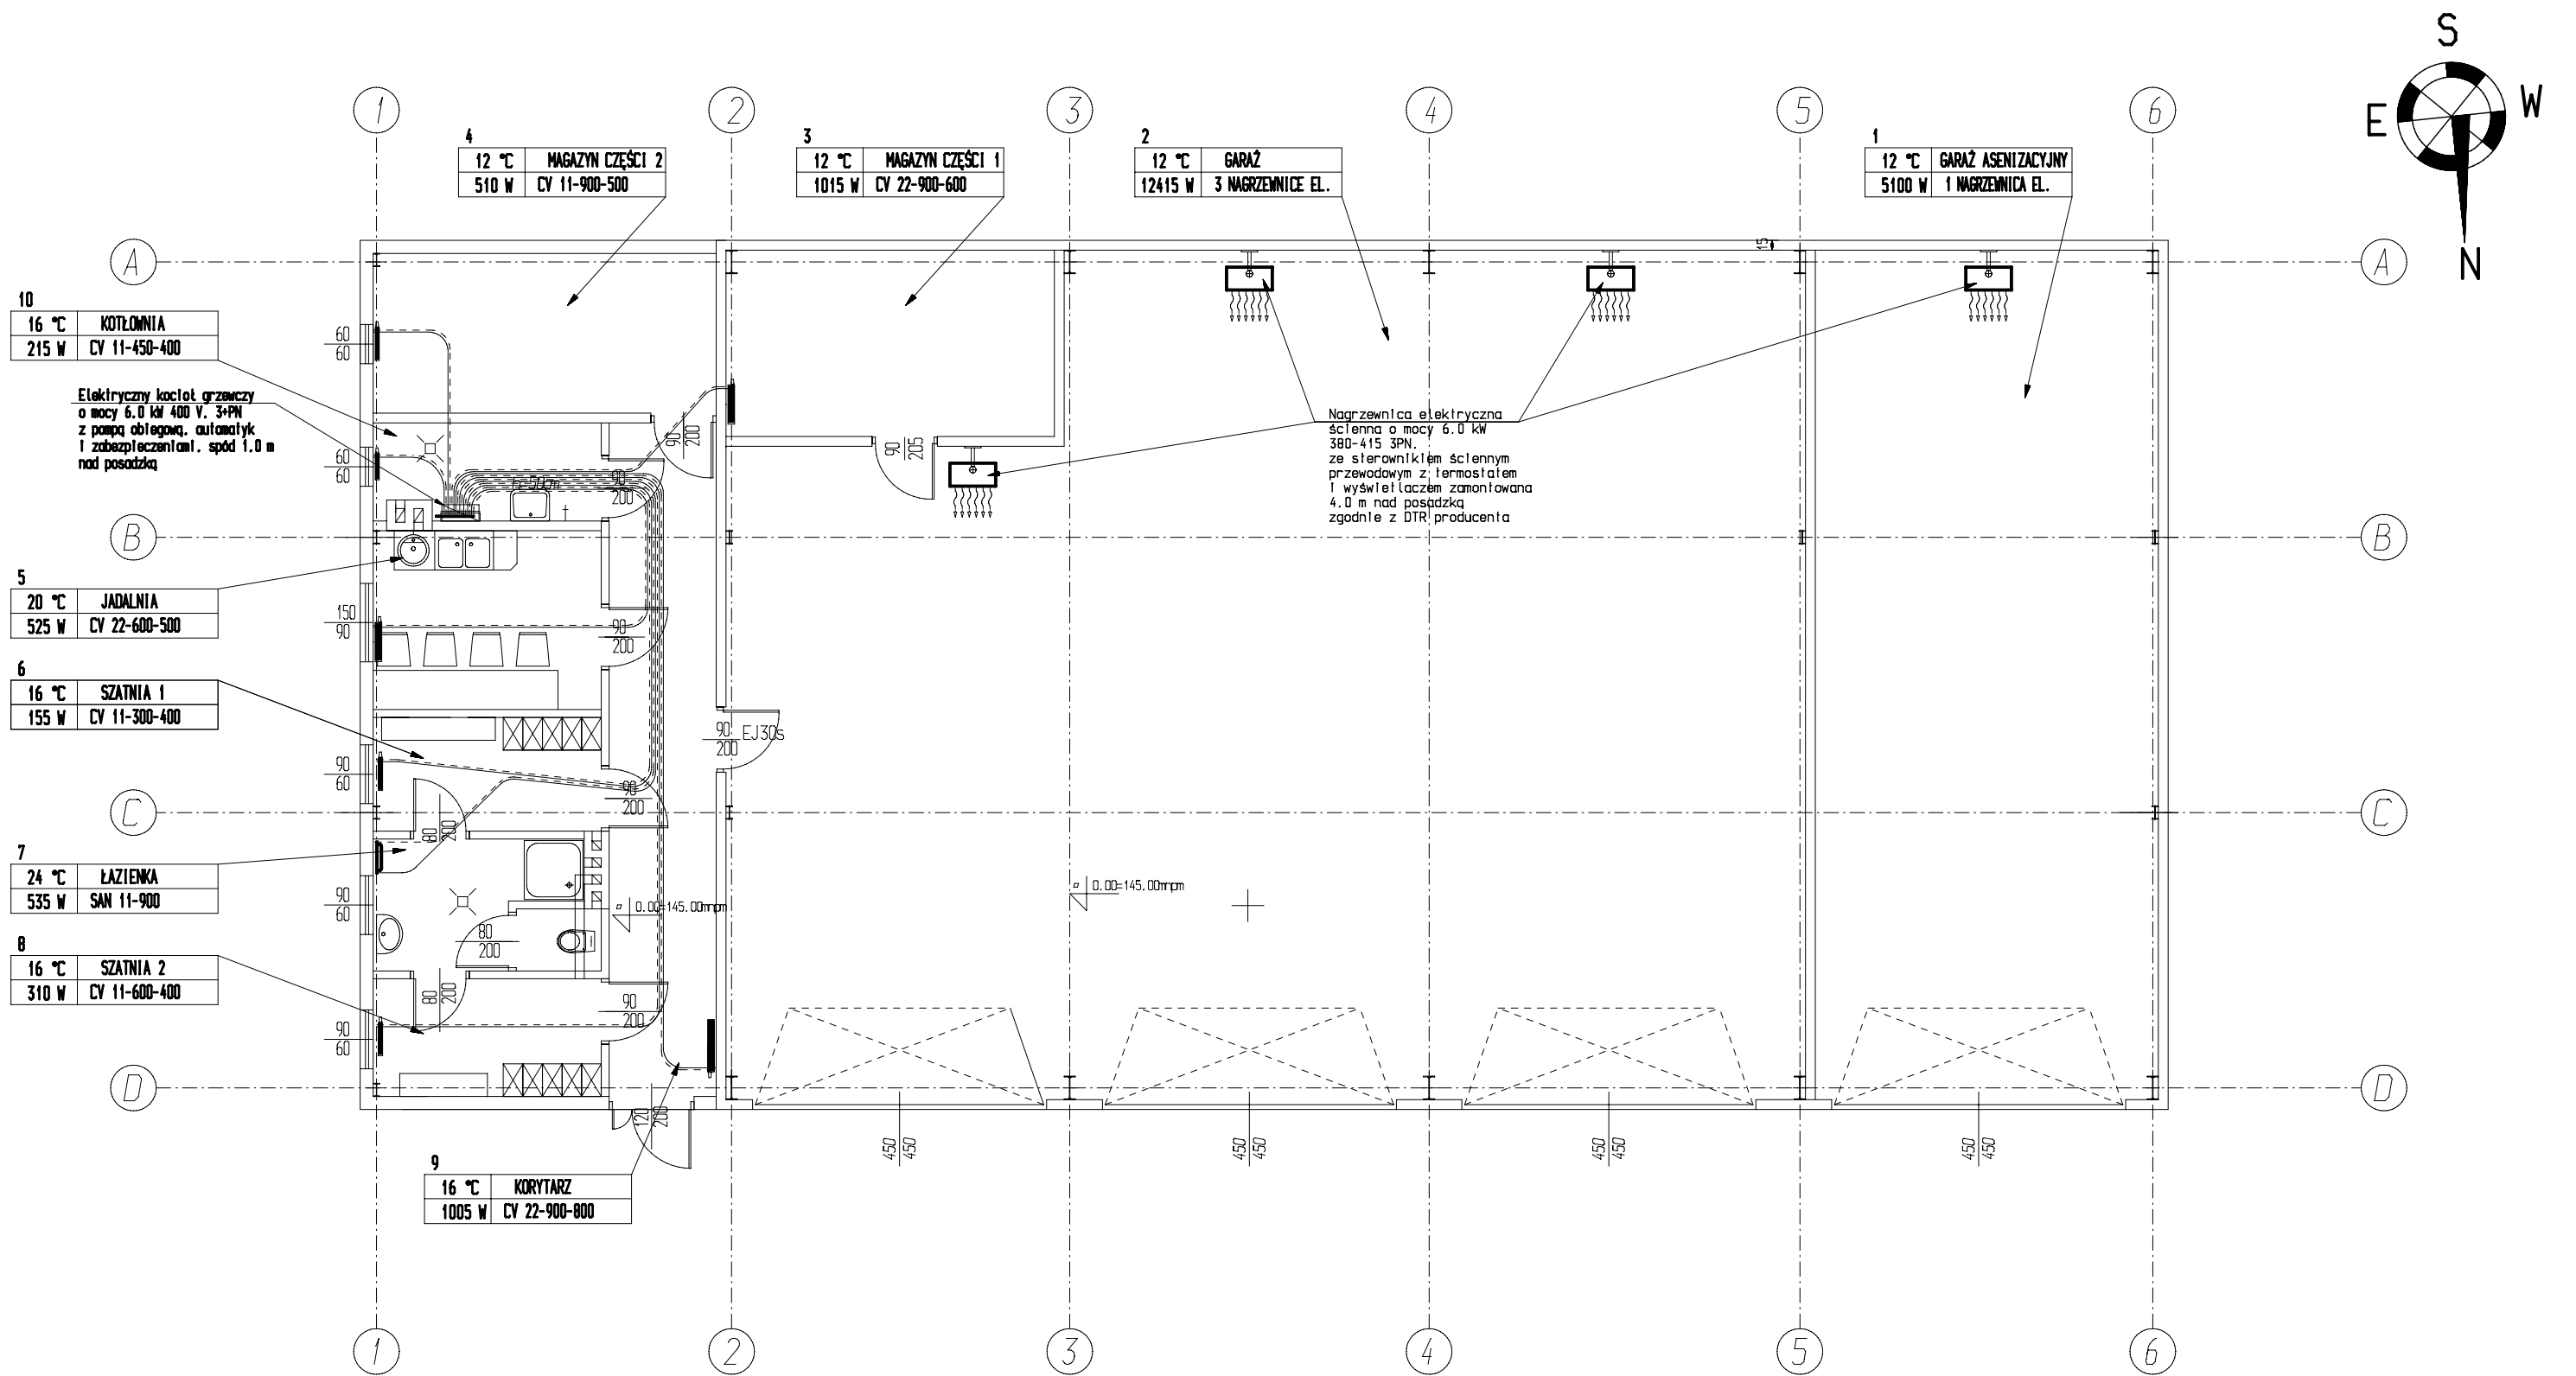 S
E
W
N
1
2
3
4
5
6
4
12 °C MAGAZYN CZĘŚCI 2
510 W CV 11-900-500
3
12 °C MAGAZYN CZĘŚCI 1
1015 W CV 22-900-600
2
12 °C GARAŻ
12415 W 3 NAGRZEWNICE EL.
1
12 °C GARAŻ ASENIZACYJNY
5100 W 1 NAGRZEWNICA EL.
A
A
15
10
16 °C KOTŁOWNIA
215 W CV 11-450-400
60
60
Elektryczny kocioł grzewczy
o mocy 6.0 kW 400 V. 3+PN
z pompą obiegową. automatyk
i zabezpieczeniami. spód 1.0 m
nad posadzką
60
60
90
200
90
205
90
200
h=50cm
Nagrzewnica elektryczna
ścienna o mocy 6.0 kW
380-415 3PN.
ze sterownikiem ściennym
przewodowym z termostatem
i wyświetlaczem zamontowana
4.0 m nad posadzką
zgodnie z DTR producenta
B
B
5
20 °C JADALNIA
525 W CV 22-600-500
150
90
90
200
6
16 °C SZATNIA 1
155 W CV 11-300-400
90
200
EJ30s
90
60
90
200
C
C
80
200
7
24 °C ŁAZIENKA
535 W SAN 11-900
90
60
0.00=145.00mnpm
0.00=145.00mnpm
80
200
8
16 °C SZATNIA 2
310 W CV 11-600-400
80
200
90
200
90
60
D
D
120
200
450
450
450
450
450
450
450
450
9
16 °C KORYTARZ
1005 W CV 22-900-800
1
2
3
4
5
6